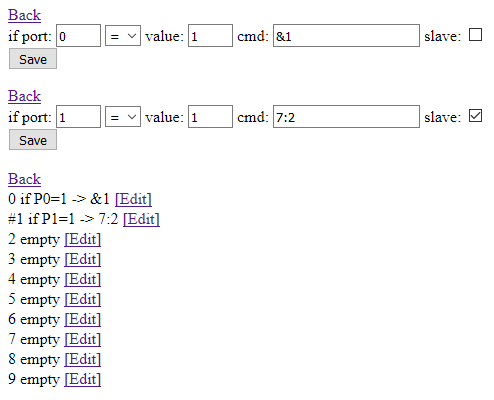 Back
if port: 0 = value: 1 cmd: &1 slave:
Save
Back
if port: 1 = value: 1 cmd: 7:2 slave:
Save
Back
0 if P0=1 -> &1 [Edit]
#1 if P1=1 -> 7:2 [Edit]
2 empty [Edit]
3 empty [Edit]
4 empty [Edit]
5 empty [Edit]
6 empty [Edit]
7 empty [Edit]
8 empty [Edit]
9 empty [Edit]